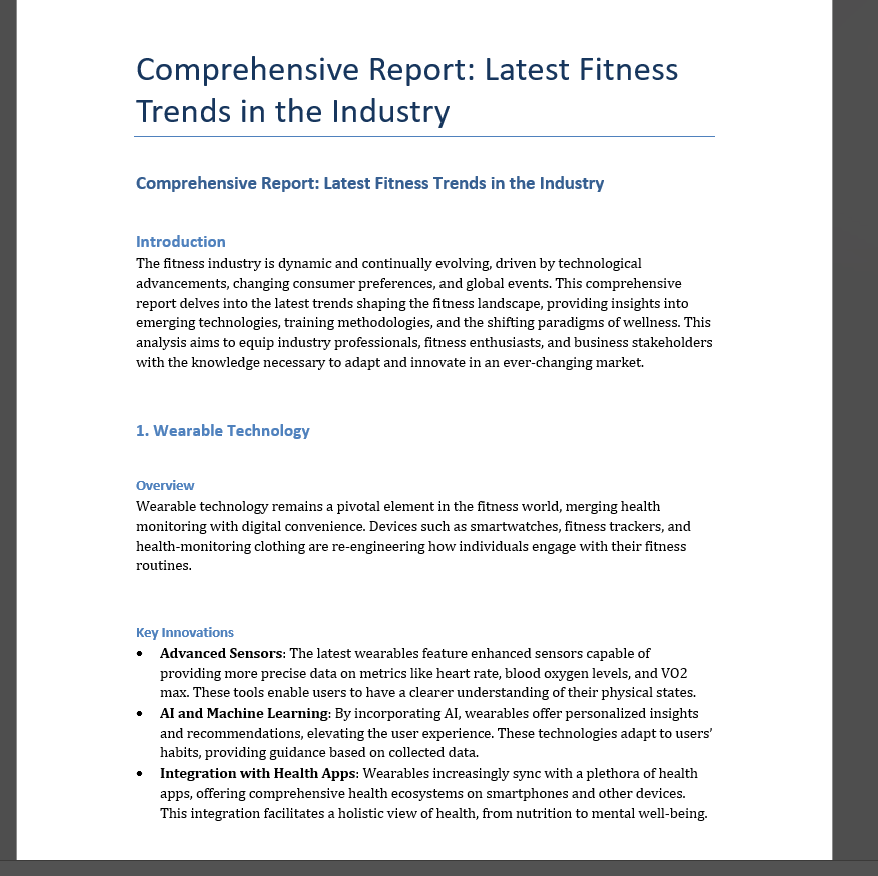 Comprehensive Report: Latest Fitness
Trends in the Industry
Comprehensive Report: Latest Fitness Trends in the Industry
Introduction
The fitness industry is dynamic and continually evolving, driven by technological
advancements, changing consumer preferences, and global events. This comprehensive
report delves into the latest trends shaping the fitness landscape, providing insights into
emerging technologies, training methodologies, and the shifting paradigms of wellness. This
analysis aims to equip industry professionals, fitness enthusiasts, and business stakeholders
with the knowledge necessary to adapt and innovate in an ever-changing market.
1. Wearable Technology
Overview
Wearable technology remains a pivotal element in the fitness world, merging health
monitoring with digital convenience. Devices such as smartwatches, fitness trackers, and
health-monitoring clothing are re-engineering how individuals engage with their fitness
routines.
Key Innovations
• Advanced Sensors: The latest wearables feature enhanced sensors capable of
providing more precise data on metrics like heart rate, blood oxygen levels, and VO2
max. These tools enable users to have a clearer understanding of their physical states.
• AI and Machine Learning: By incorporating AI, wearables offer personalized insights
and recommendations, elevating the user experience. These technologies adapt to users’
habits, providing guidance based on collected data.
• Integration with Health Apps: Wearables increasingly sync with a plethora of health
apps, offering comprehensive health ecosystems on smartphones and other devices.
This integration facilitates a holistic view of health, from nutrition to mental well-being.